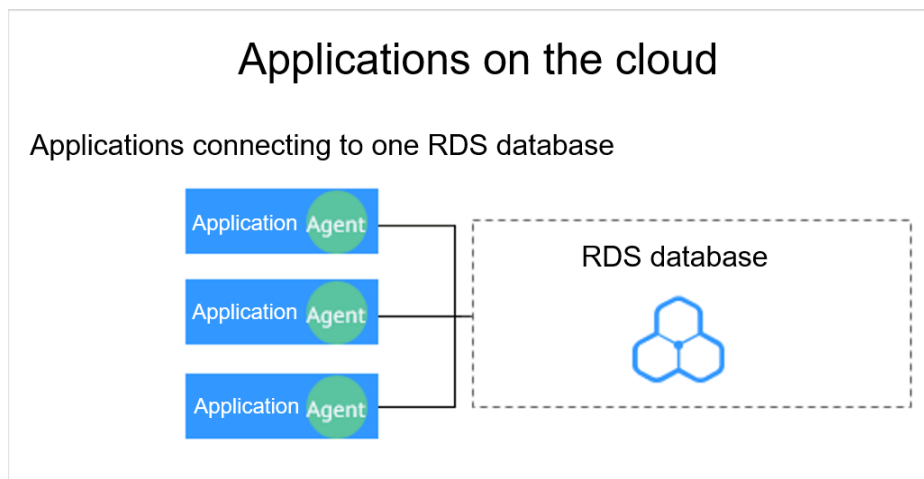 Applications on the cloud
Applications connecting to one RDS database
Application Agent
Application Agent
Application Agent
RDS database